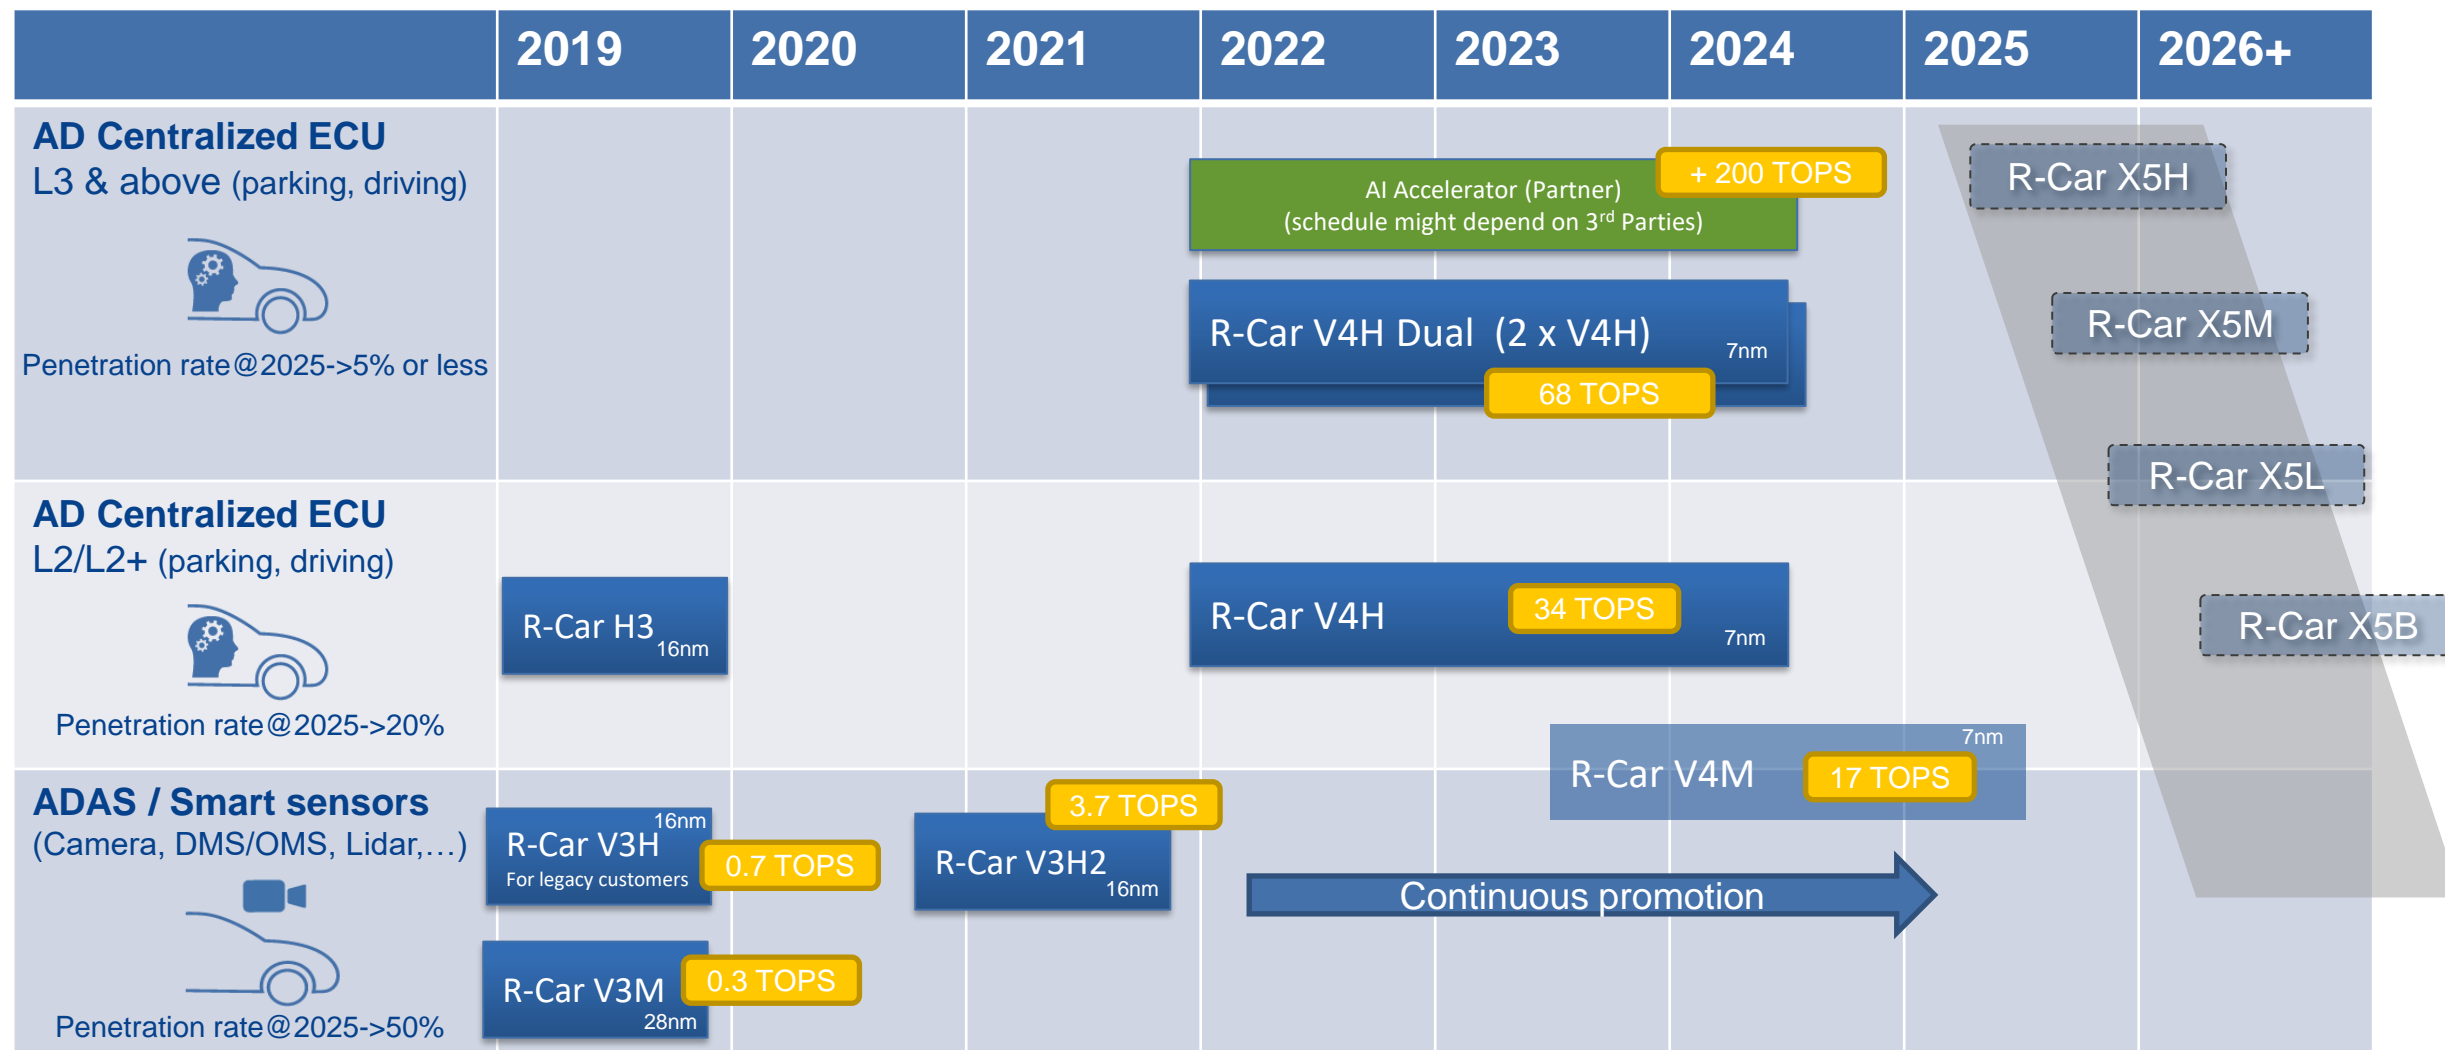 2019 2020 2021 2022 2023 2024 2025 2026+
AD Centralized ECU
L3 & above (parking, driving)
Penetration rate@2025->5% or less
AI Accelerator (Partner)
(schedule might depend on 3rd Parties)
+ 200 TOPS
R-Car V4H Dual (2 x V4H)
7nm
68 TOPS
R-Car X5H
R-Car X5M
R-Car X5L
AD Centralized ECU
L2/L2+ (parking, driving)
Penetration rate@2025->20%
R-Car H3
16nm
R-Car V4H
34 TOPS
7nm
R-Car X5B
R-Car V4M
7nm
17 TOPS
ADAS / Smart sensors
(Camera, DMS/OMS, Lidar,…)
Penetration rate@2025->50%
16nm
R-Car V3H
For legacy customers
0.7 TOPS
3.7 TOPS
R-Car V3H2
16nm
Continuous promotion
R-Car V3M
28nm
0.3 TOPS